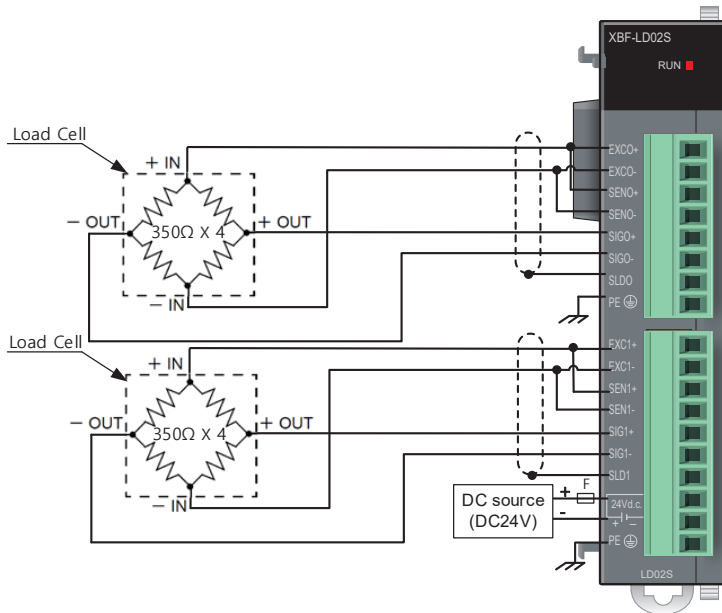 XBF-LD02S
RUN
Load Cell
+ IN
− OUT
350Ω X 4
+ OUT
− IN
EXC0+
EXC0-
SEN0+
SEN0-
SIG0+
SIG0-
SLD0
PE
Load Cell
+ IN
− OUT
350Ω X 4
+ OUT
− IN
EXC1+
EXC1-
SEN1+
SEN1-
SIG1+
SIG1-
SLD1
DC source
(DC24V)
+ F
-
24Vd.c.
+ −
PE
LD02S